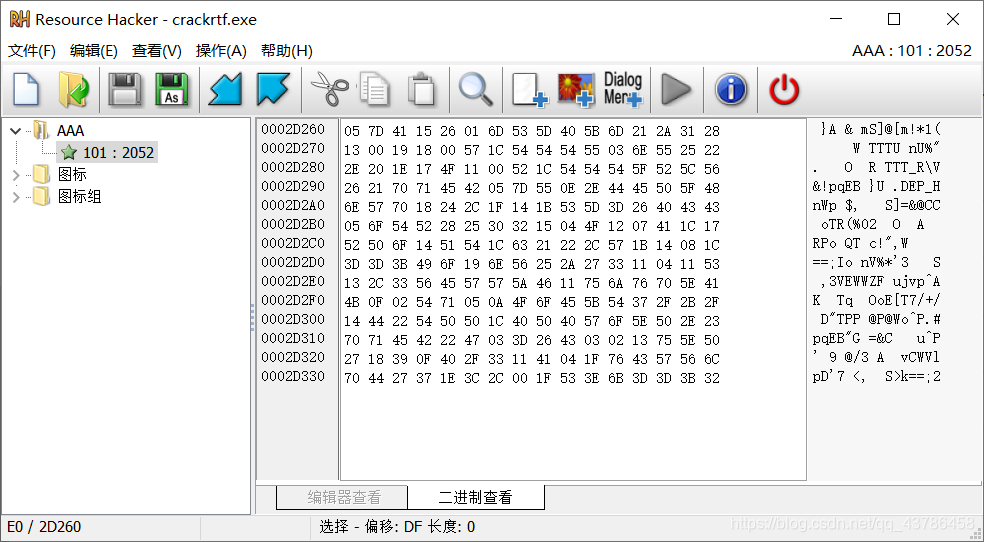 Resource Hacker - crackrtf.exe
文件(F) 编辑(E) 查看(V) 操作(A) 帮助(H) AAA : 101 : 2052
As
Dialog
Men
AAA
101 : 2052
图标
图标组
0002D260 05 7D 41 15 26 01 6D 53 5D 40 5B 6D 21 2A 31 28 }A & mS]@[m!*1(
0002D270 13 00 19 18 00 57 1C 54 54 54 55 03 6E 55 25 22 W TTTU nU%"
0002D280 2E 20 1E 17 4F 11 00 52 1C 54 54 54 5F 52 5C 56 . O R TTT_R\V
0002D290 26 21 70 71 45 42 05 7D 55 0E 2E 44 45 50 5F 48 &!pqEB }U .DEP_H
0002D2A0 6E 57 70 18 24 2C 1F 14 1B 53 5D 3D 26 40 43 43 nWp $, S]=&@CC
0002D2B0 05 6F 54 52 28 25 30 32 15 04 4F 12 07 41 1C 17 oTR(%02 O A
0002D2C0 52 50 6F 14 51 54 1C 63 21 22 2C 57 1B 14 08 1C RPo QT c!",W
0002D2D0 3D 3D 3B 49 6F 19 6E 56 25 2A 27 33 11 04 11 53 ==;Io nV%*'3 S
0002D2E0 13 2C 33 56 45 57 57 5A 46 11 75 6A 76 70 5E 41 ,3VEWWZF ujvp^A
0002D2F0 4B 0F 02 54 71 05 0A 4F 6F 45 5B 54 37 2F 2B 2F K Tq OoE[T7/+/
0002D300 14 44 22 54 50 50 1C 40 50 40 57 6F 5E 50 2E 23 D"TPP @P@Wo^P.#
0002D310 70 71 45 42 22 47 03 3D 26 43 03 02 13 75 5E 50 pqEB"G =&C u^P
0002D320 27 18 39 0F 40 2F 33 11 41 04 1F 76 43 57 56 6C ' 9 @/3 A vCWVl
0002D330 70 44 27 37 1E 3C 2C 00 1F 53 3E 6B 3D 3D 3B 32 pD'7 <, S>k==;2
编辑器查看 二进制查看
E0 / 2D260 选择 - 偏移: DF 长度: 0
https://blog.csdn.net/qq_43786458